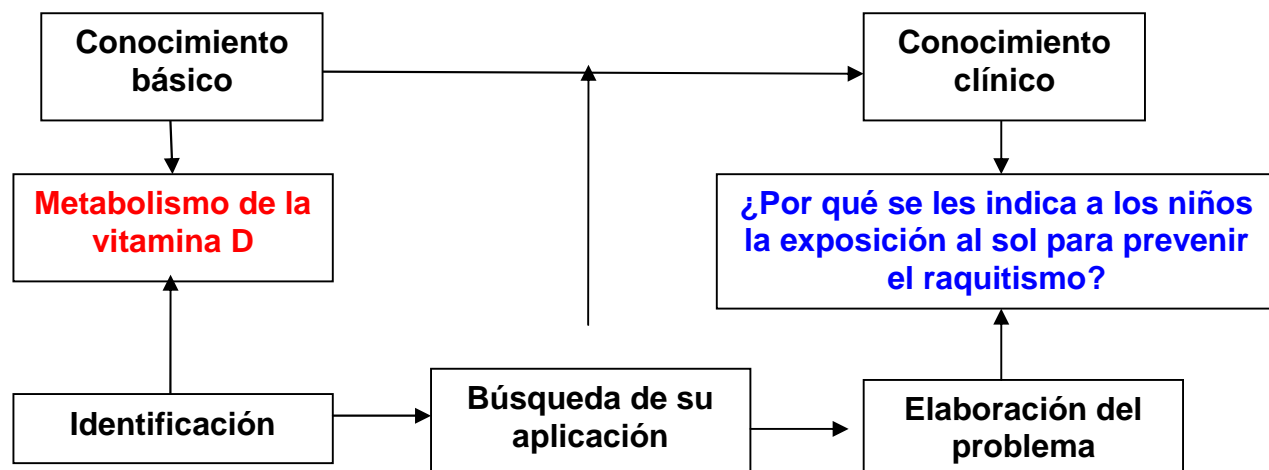 Conocimiento
básico
Conocimiento
clínico
Metabolismo de la
vitamina D
¿Por qué se les indica a los niños
la exposición al sol para prevenir
el raquitismo?
Identificación
Búsqueda de su
aplicación
Elaboración del
problema